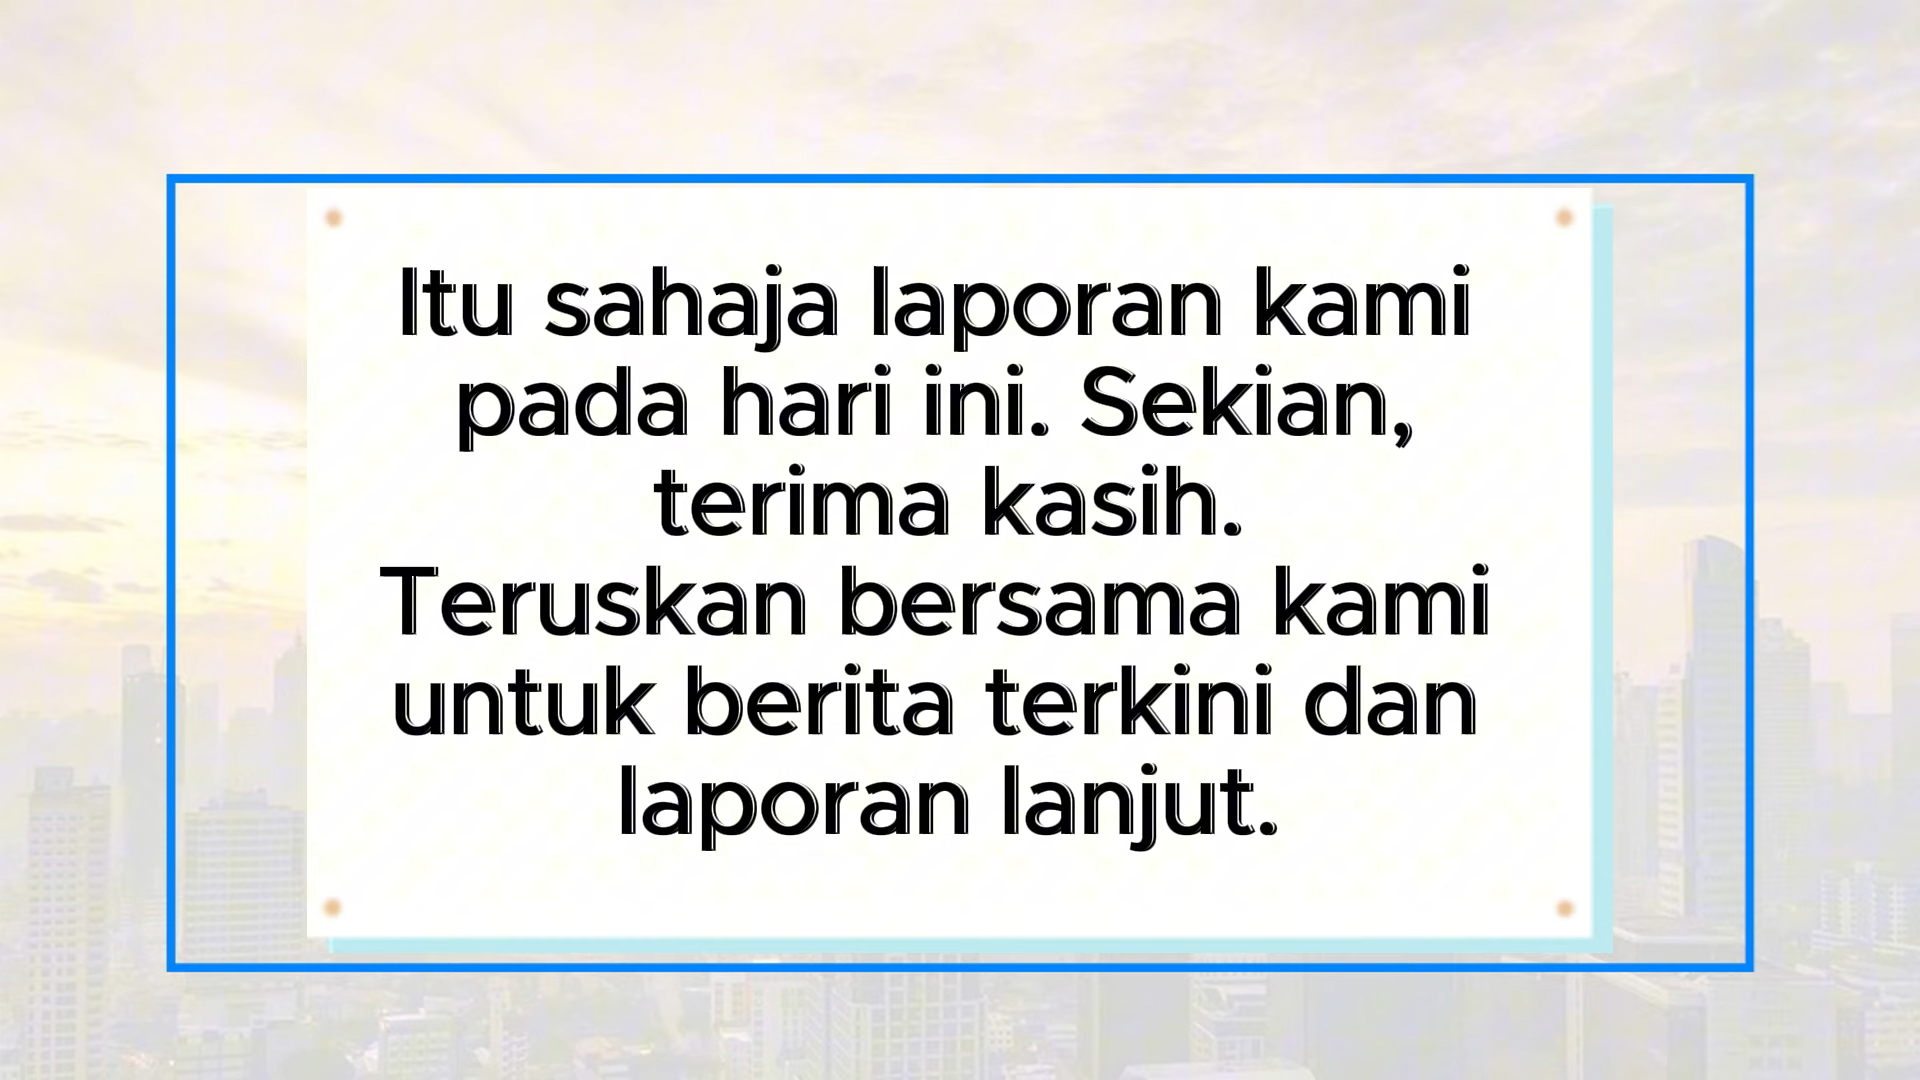 Itu sahaja laporan kami
pada hari ini. Sekian,
terima kasih.
Teruskan bersama kami
untuk berita terkini dan
laporan lanjut.